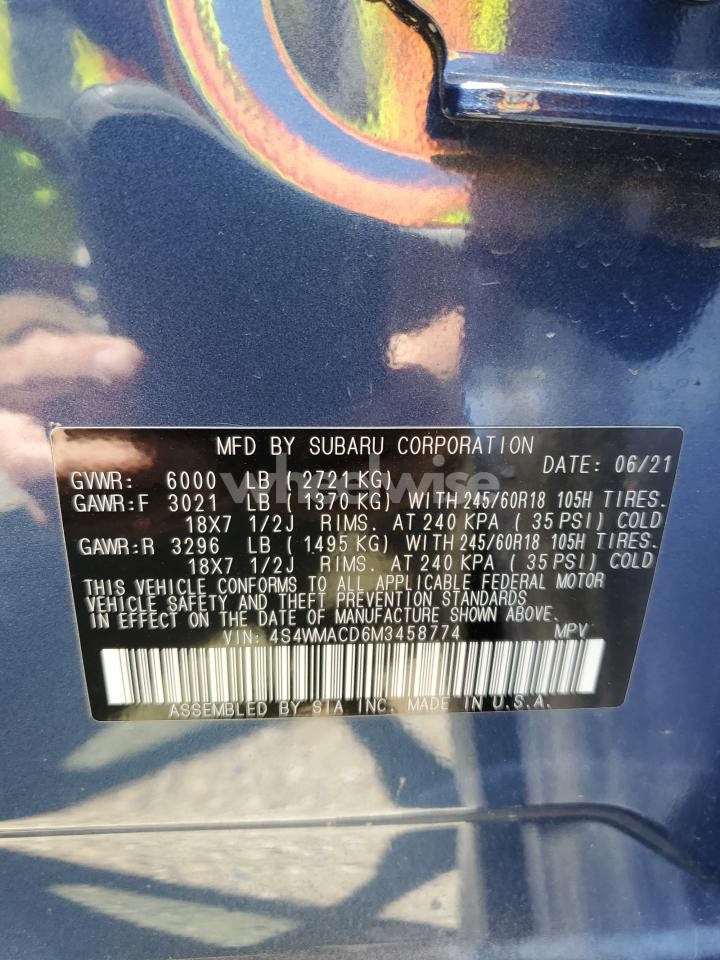 MFD BY SUBARU CORPORATION
DATE: 06/21
GVWR: 6000 LB ( 2721 KG)
GAWR:F 3021 LB ( 1370 KG) WITH 245/60R18 105H TIRES.
18X7 1/2J RIMS. AT 240 KPA ( 35 PSI) COLD
GAWR:R 3296 LB ( 1495 KG) WITH 245/60R18 105H TIRES.
18X7 1/2J RIMS. AT 240 KPA ( 35 PSI) COLD
THIS VEHICLE CONFORMS TO ALL APPLICABLE FEDERAL MOTOR
VEHICLE SAFETY AND THEFT PREVENTION STANDARDS
IN EFFECT ON THE DATE OF MANUFACTURE SHOWN ABOVE.
VIN: 4S4WMACD6M3458774 MPV
ASSEMBLED BY SIA INC. MADE IN U.S.A.
wheelwise